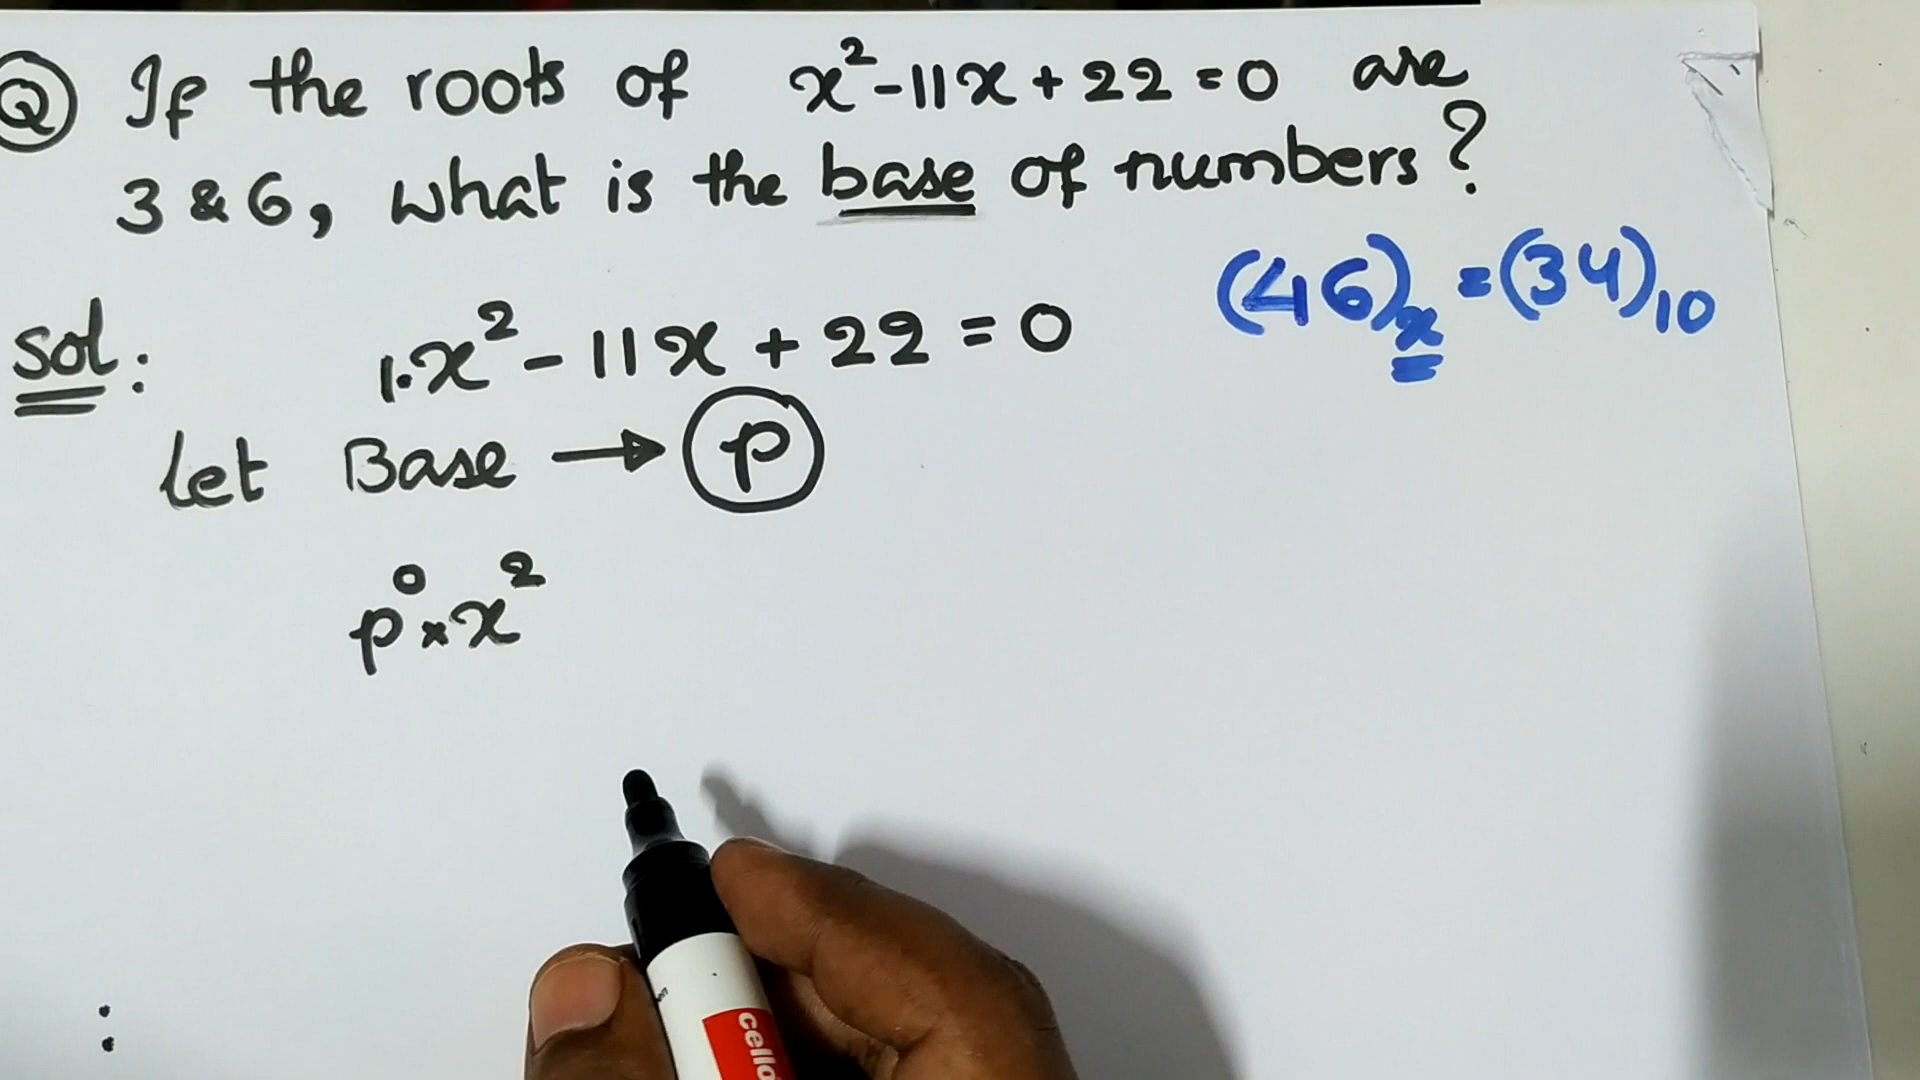 Q If the roots of x²-11x+22=0 are
3 & 6, what is the base of numbers?
(46)ₓ=(34)₁₀
Sol: 1.x²-11x+22=0
Let Base → p
p⁰×x²
cello